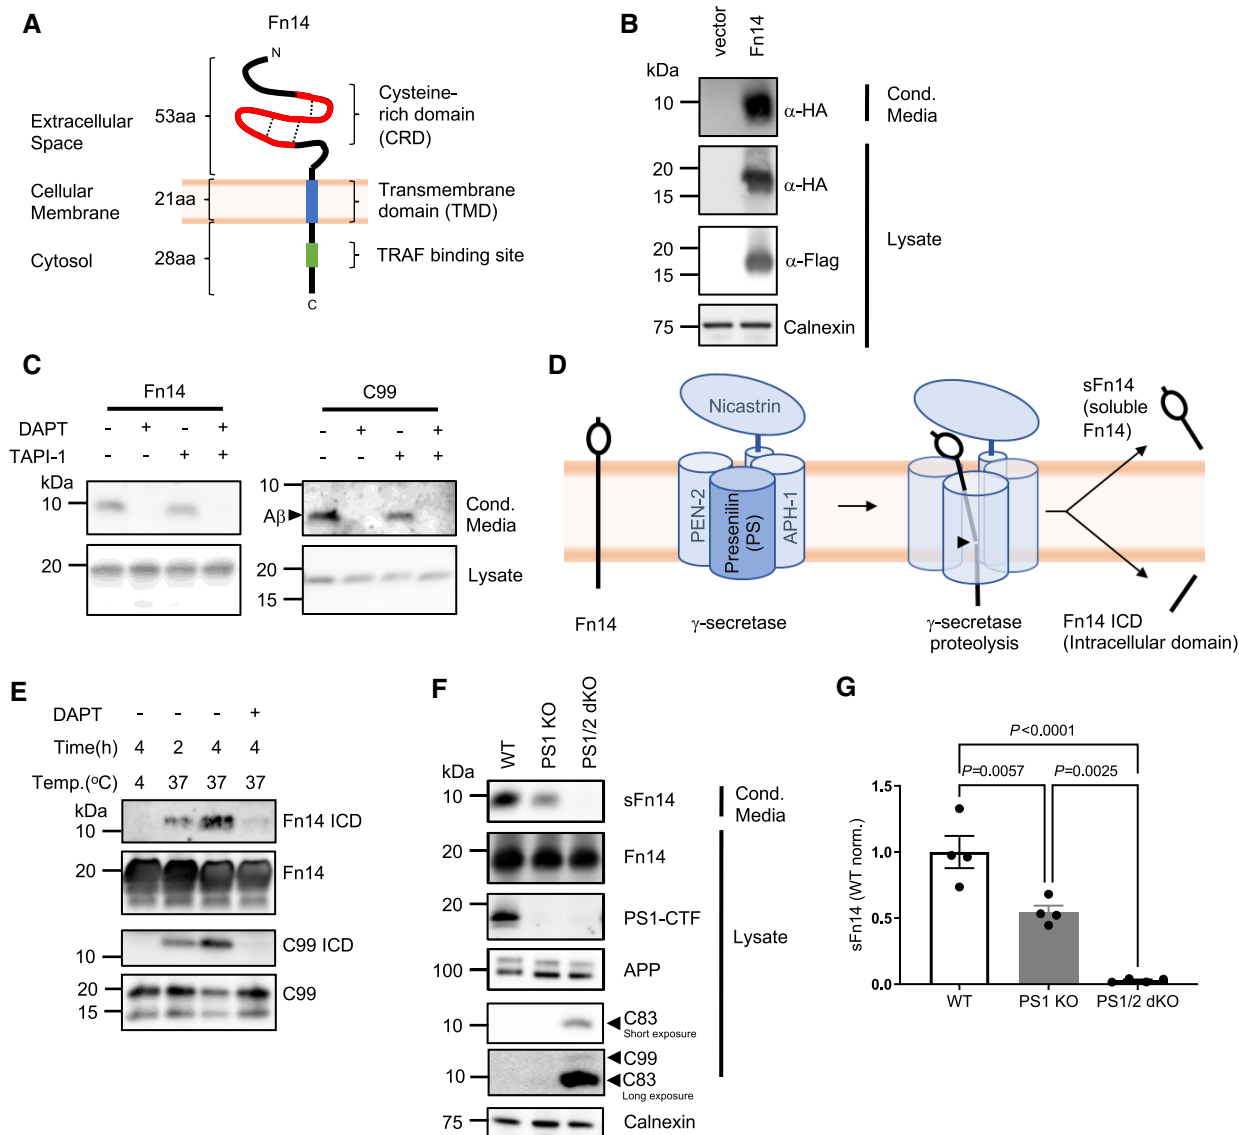 A
Fn14
N
Extracellular
Space
53aa
Cysteine-
rich domain
(CRD)
Cellular
Membrane
21aa
Transmembrane
domain (TMD)
Cytosol
28aa
TRAF binding site
C
B
vector
Fn14
kDa
10
α-HA
Cond.
Media
20
15
α-HA
20
15
α-Flag
Lysate
75
Calnexin
C
Fn14
C99
DAPT - + - + - + - +
TAPI-1 - - + + - - + +
kDa
10
10
Aβ
Cond.
Media
20
20
15
Lysate
D
Nicastrin
PEN-2
Presenilin
(PS)
APH-1
sFn14
(soluble
Fn14)
Fn14
γ-secretase
γ-secretase
proteolysis
Fn14 ICD
(Intracellular domain)
E
DAPT - - - +
Time(h) 4 2 4 4
Temp.(°C) 4 37 37 37
kDa
10
Fn14 ICD
20
Fn14
10
C99 ICD
20
15
C99
F
WT
PS1 KO
PS1/2 dKO
kDa
10
sFn14
Cond.
Media
20
Fn14
20
PS1-CTF
Lysate
100
APP
10
C83
Short exposure
C99
10
C83
Long exposure
75
Calnexin
G
P<0.0001
P=0.0057
P=0.0025
sFn14 (WT norm.)
1.5
1.0
0.5
0.0
WT
PS1 KO
PS1/2 dKO